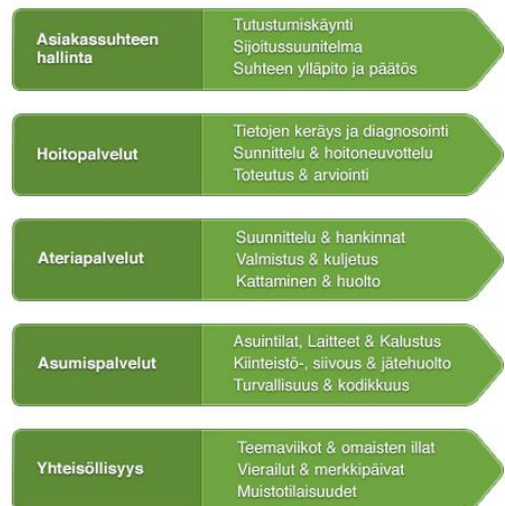 Asiakassuhteen
hallinta
Tutustumiskäynti
Sijoitussuunitelma
Suhteen ylläpito ja päätös
Hoitopalvelut
Tietojen keräys ja diagnosointi
Sunnittelu & hoitoneuvottelu
Toteutus & arviointi
Ateriapalvelut
Suunnittelu & hankinnat
Valmistus & kuljetus
Kattaminen & huolto
Asumispalvelut
Asuintilat, Laitteet & Kalustus
Kiinteistö-, siivous & jätehuolto
Turvallisuus & kodikkuus
Yhteisöllisyys
Teemaviikot & omaisten illat
Vierailut & merkkipäivat
Muistotilaisuudet